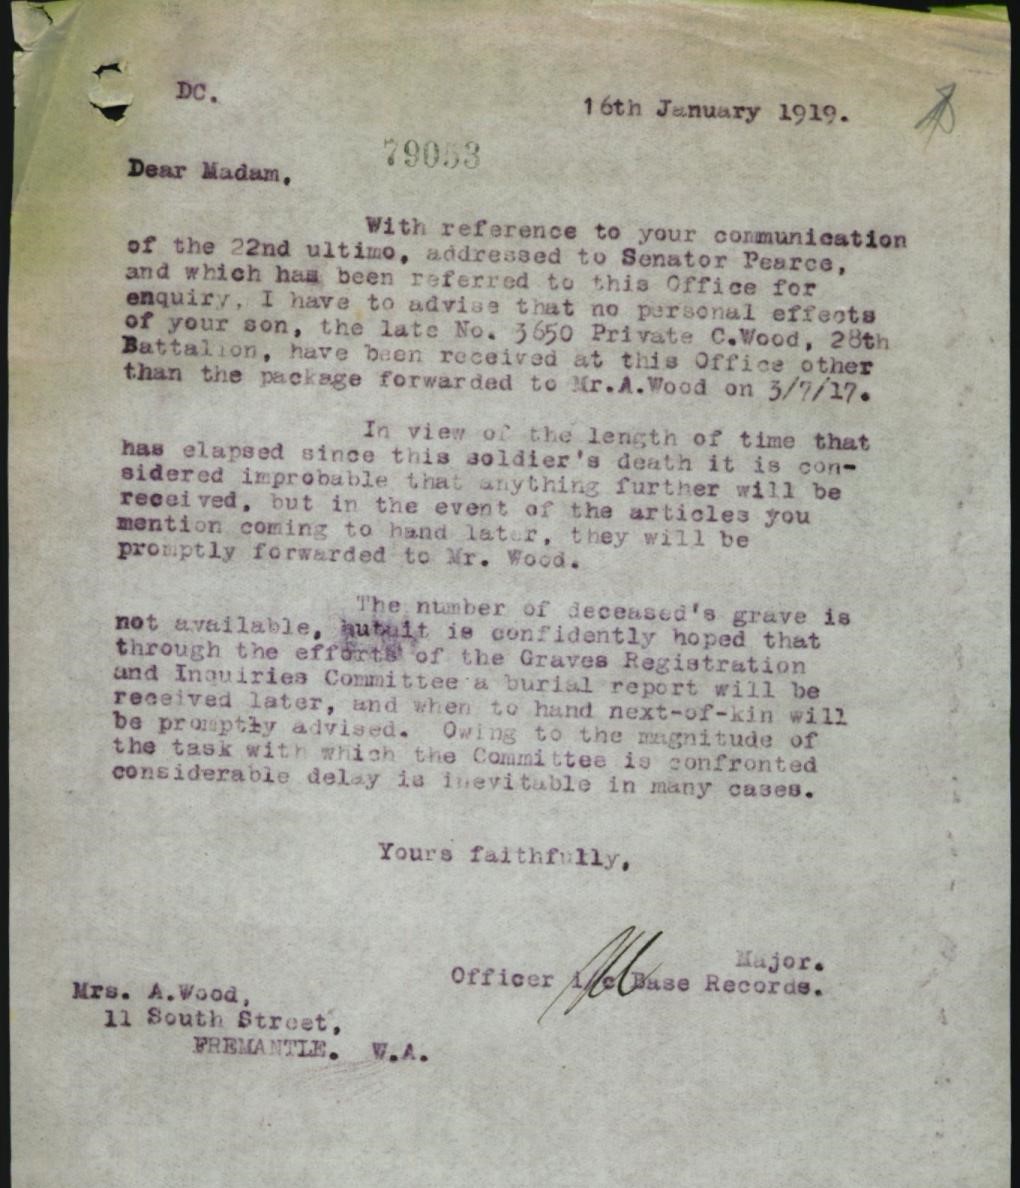 DC.
16th January 1919.
79053
Dear Madam,
With reference to your communication
of the 22nd ultimo, addressed to Senator Pearce,
and which has been referred to this Office for
enquiry, I have to advise that no personal effects
of your son, the late No. 3650 Private C.Wood, 28th
Battalion, have been received at this Office other
than the package forwarded to Mr.A.Wood on 3/7/17.
In view of the length of time that
has elapsed since this soldier's death it is con-
sidered improbable that anything further will be
received, but in the event of the articles you
mention coming to hand later, they will be
promptly forwarded to Mr. Wood.
The number of deceased's grave is
not available, but it is confidently hoped that
through the efforts of the Graves Registration
and Inquiries Committee a burial report will be
received later, and when to hand next-of-kin will
be promptly advised. Owing to the magnitude of
the task with which the Committee is confronted
considerable delay is inevitable in many cases.
Yours faithfully,
Major.
Officer i/c Base Records.
Mrs. A.Wood,
11 South Street,
FREMANTLE. W.A.